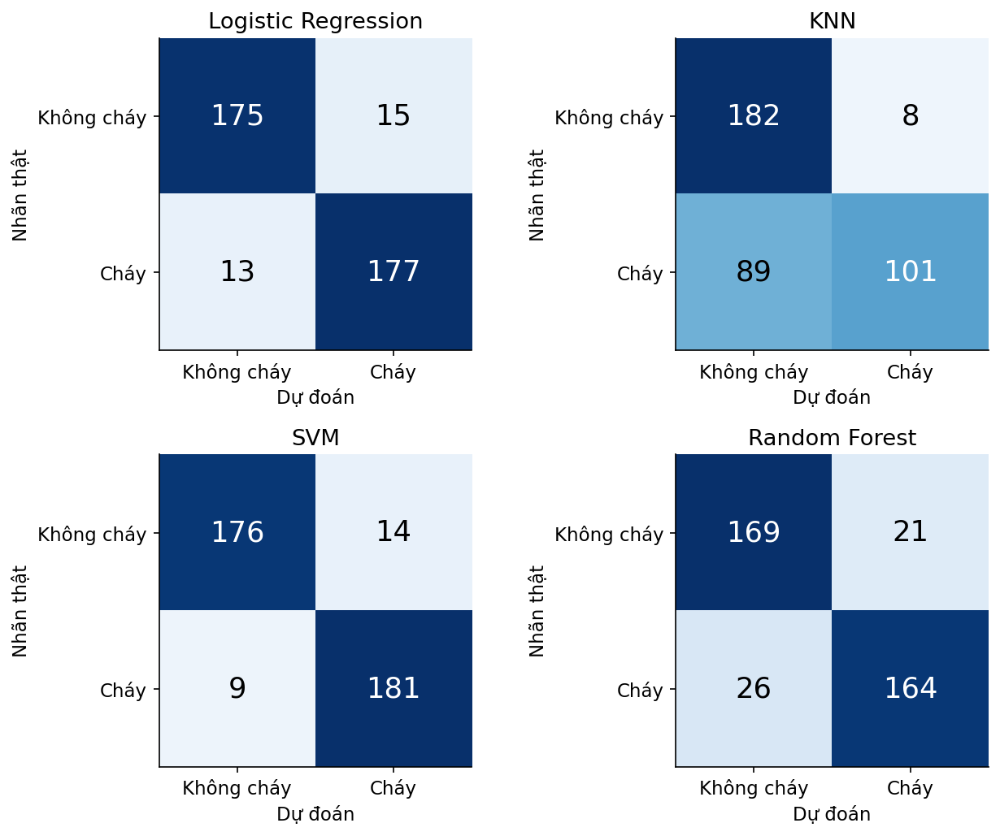 Logistic Regression
Nhãn thật
Không cháy
175 15
Cháy
13 177
Không cháy Cháy
Dự đoán
KNN
Nhãn thật
Không cháy
182 8
Cháy
89 101
Không cháy Cháy
Dự đoán
SVM
Nhãn thật
Không cháy
176 14
Cháy
9 181
Không cháy Cháy
Dự đoán
Random Forest
Nhãn thật
Không cháy
169 21
Cháy
26 164
Không cháy Cháy
Dự đoán